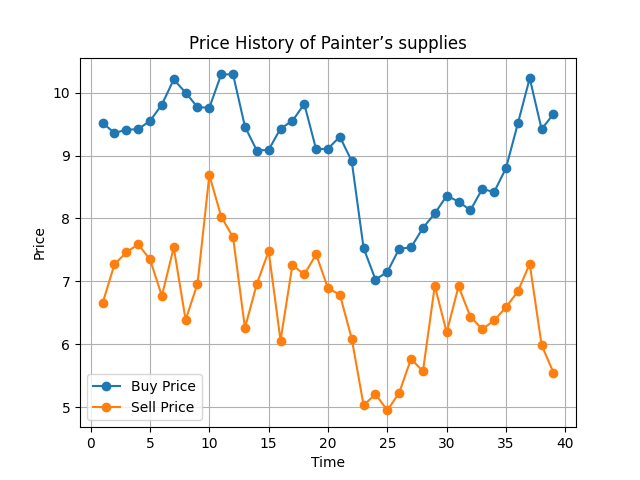 Price History of Painter’s supplies
Price
10
9
8
7
6
5
Buy Price
Sell Price
0 5 10 15 20 25 30 35 40
Time